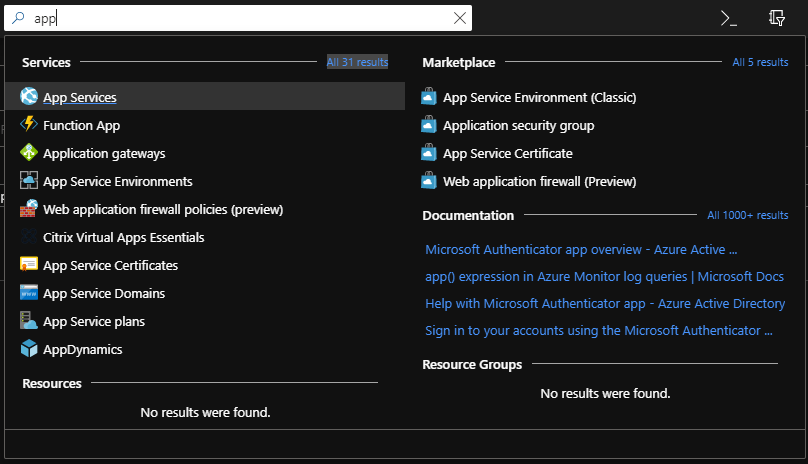 app
Services
All 31 results
App Services
Function App
Application gateways
App Service Environments
Web application firewall policies (preview)
Citrix Virtual Apps Essentials
App Service Certificates
App Service Domains
App Service plans
AppDynamics
Resources
No results were found.
Marketplace
All 5 results
App Service Environment (Classic)
Application security group
App Service Certificate
Web application firewall (Preview)
Documentation
All 1000+ results
Microsoft Authenticator app overview - Azure Active ...
app() expression in Azure Monitor log queries | Microsoft Docs
Help with Microsoft Authenticator app - Azure Active Directory
Sign in to your accounts using the Microsoft Authenticator ...
Resource Groups
No results were found.